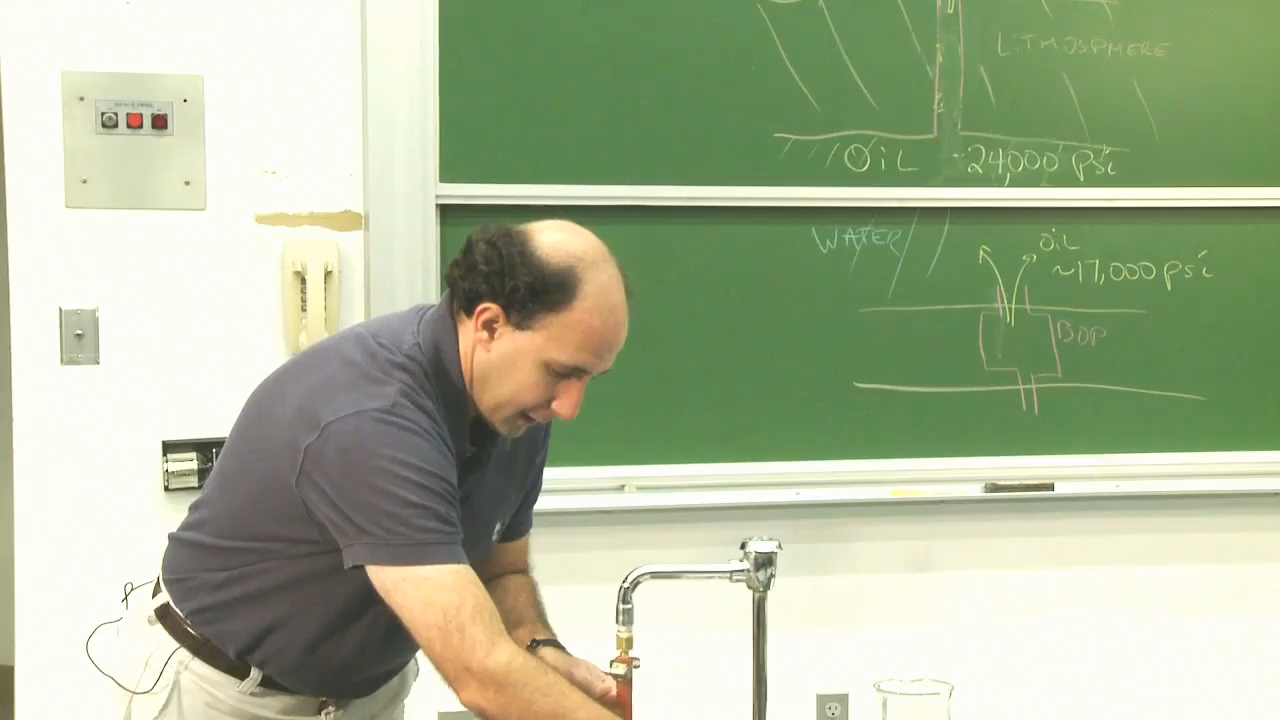 LiTHOSPHERE
OiL ~24,000 psi
WATER
OiL
~17,000 psi
BOP